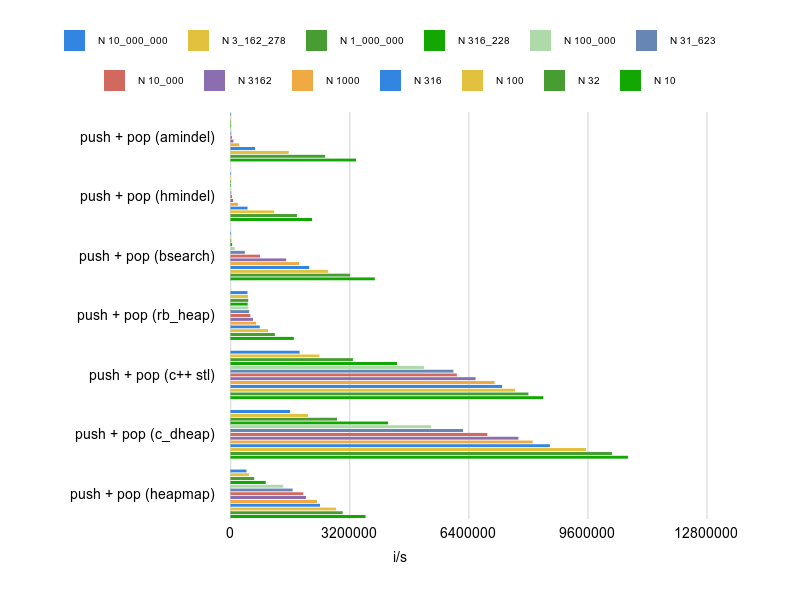 N 10_000_000 N 3_162_278 N 1_000_000 N 316_228 N 100_000 N 31_623
N 10_000 N 3162 N 1000 N 316 N 100 N 32 N 10
push + pop (amindel)
push + pop (hmindel)
push + pop (bsearch)
push + pop (rb_heap)
push + pop (c++ stl)
push + pop (c_dheap)
push + pop (heapmap)
0 3200000 6400000 9600000 12800000
i/s